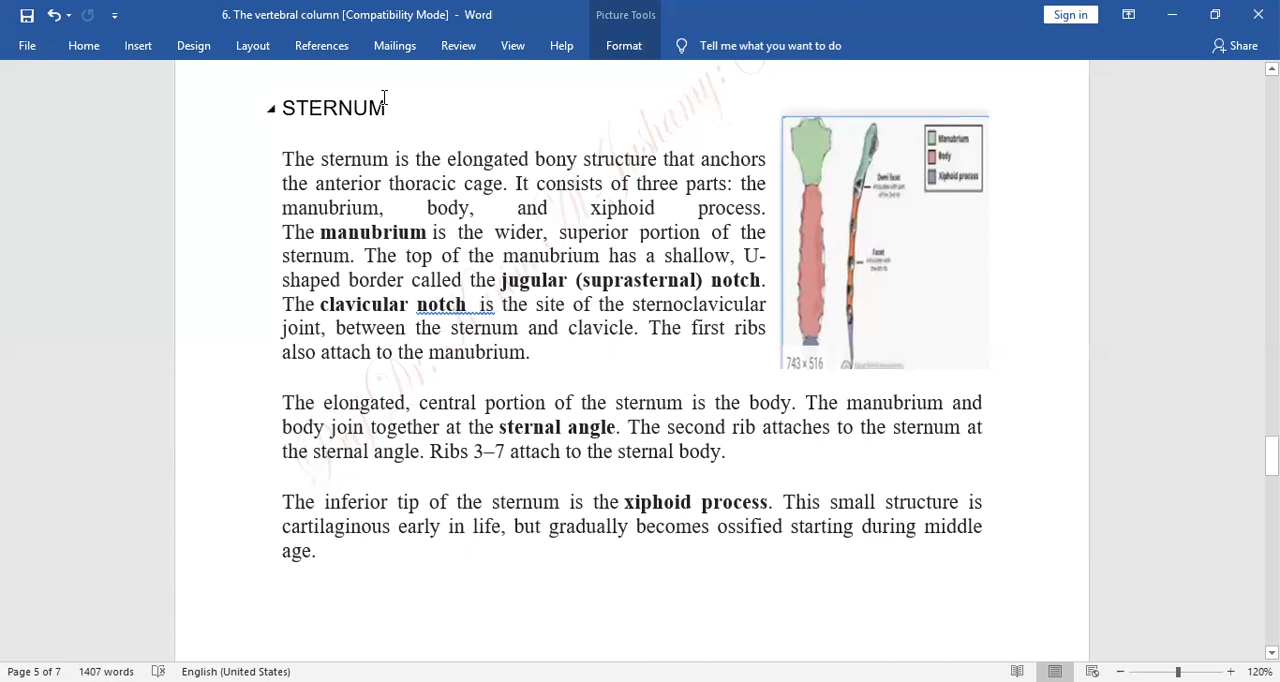 6. The vertebral column [Compatibility Mode] - Word
Picture Tools
Sign in
File
Home
Insert
Design
Layout
References
Mailings
Review
View
Help
Format
Tell me what you want to do
Share
STERNUM
The sternum is the elongated bony structure that anchors
the anterior thoracic cage. It consists of three parts: the
manubrium, body, and xiphoid process.
The manubrium is the wider, superior portion of the
sternum. The top of the manubrium has a shallow, U-
shaped border called the jugular (suprasternal) notch.
The clavicular notch is the site of the sternoclavicular
joint, between the sternum and clavicle. The first ribs
also attach to the manubrium.
Manubrium
Body
Xiphoid process
Demi facet
Facet
743 × 516
The elongated, central portion of the sternum is the body. The manubrium and
body join together at the sternal angle. The second rib attaches to the sternum at
the sternal angle. Ribs 3–7 attach to the sternal body.
The inferior tip of the sternum is the xiphoid process. This small structure is
cartilaginous early in life, but gradually becomes ossified starting during middle
age.
Page 5 of 7
1407 words
English (United States)
120%